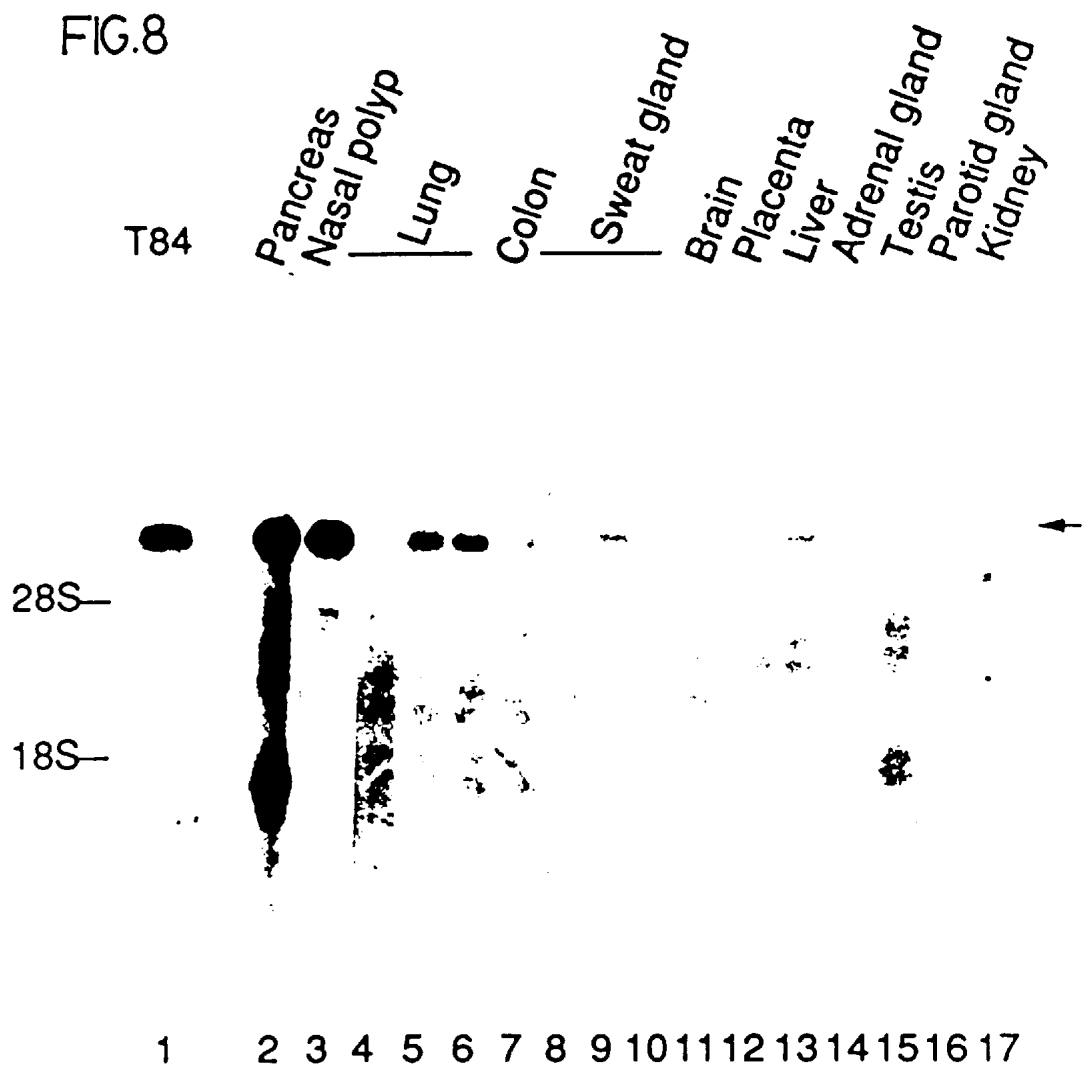 FIG.8
T84
Pancreas
Nasal polyp
Lung
Colon
Sweat gland
Brain
Placenta
Liver
Adrenal gland
Testis
Parotid gland
Kidney
28S
18S
1 2 3 4 5 6 7 8 9 10 11 12 13 14 15 16 17